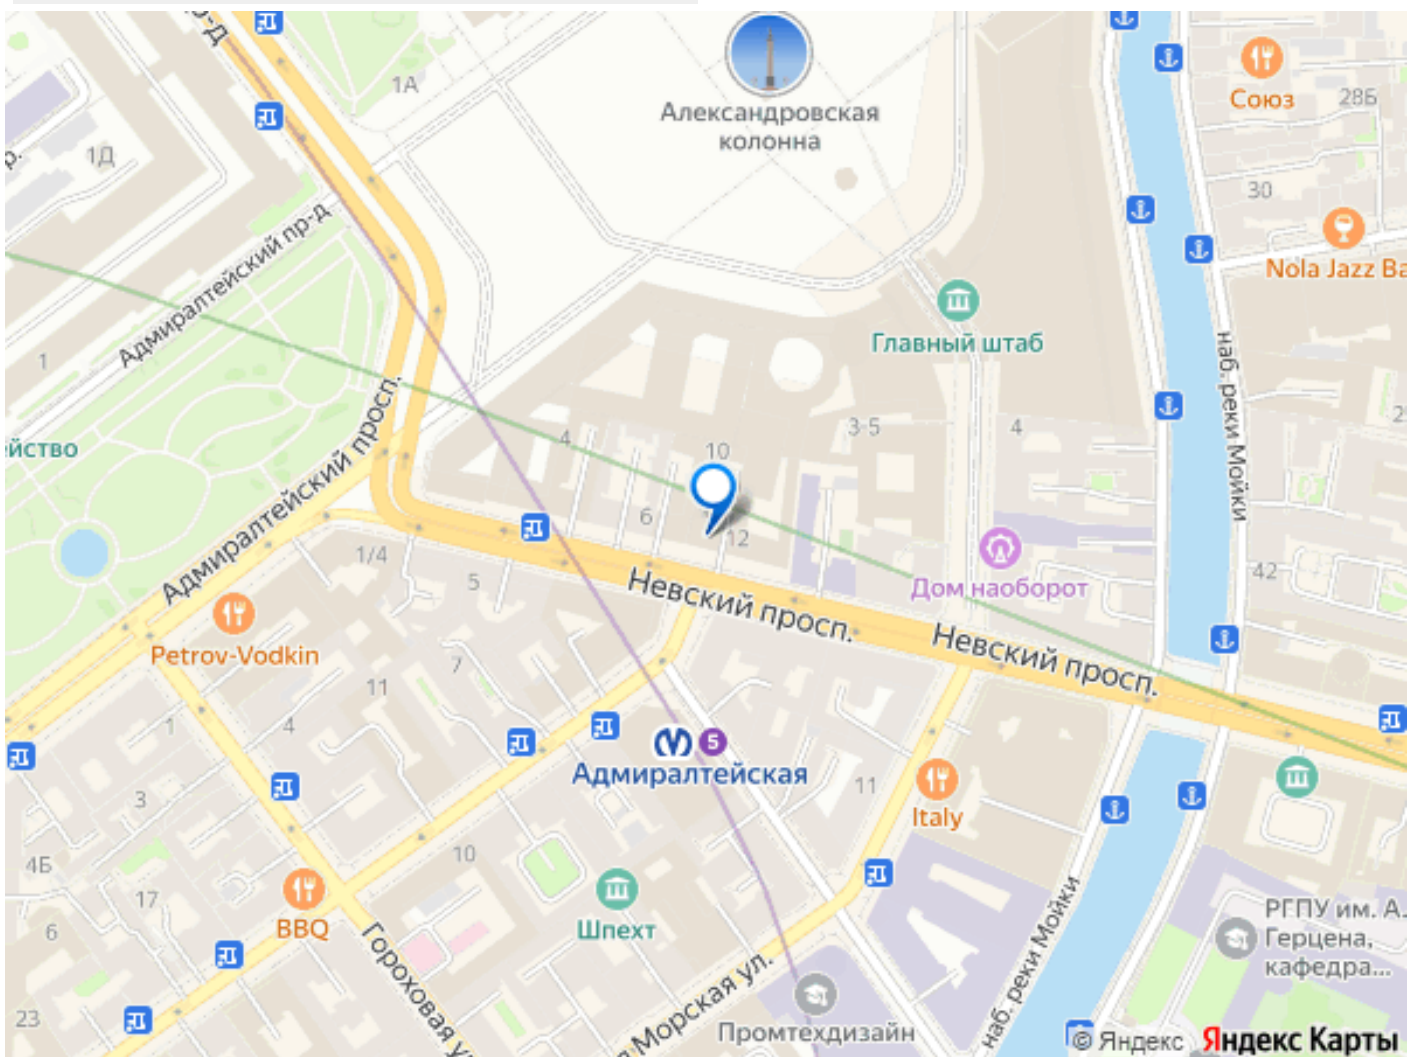 р-д
1А
Александровская
колонна
Союз
28Б
1Д
р.
30
Nola Jazz Ba
Адмиралтейский пр-д
Главный штаб
наб. реки Мойки
1
йство
Адмиралтейский просп.
4
10
3-5
4
2
6
12
1/4
5
Невский просп.
Дом наоборот
42
Petrov-Vodkin
7
Невский просп.
11
1
4
5
Адмиралтейская
3
11
Italy
4Б
10
17
BBQ
Шпехт
6
Гороховая у
я Морская ул.
наб. реки Мойки
РГПУ им. А.
Герцена,
кафедра...
23
Промтехдизайн
© Яндекс Яндекс Карты